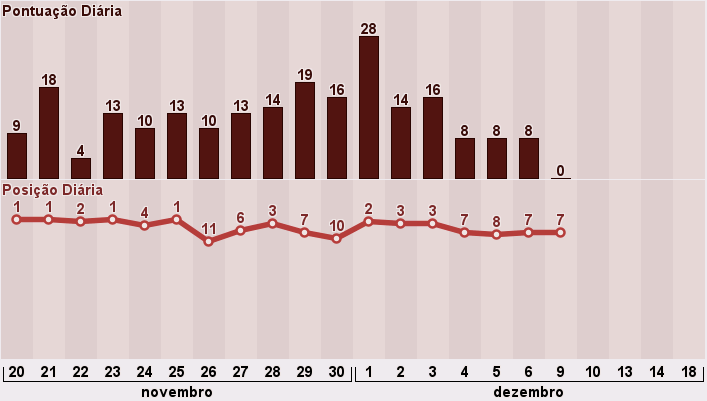 Pontuação Diária
9 18 4 13 10 13 10 13 14 19 16 28 14 16 8 8 8 0
Posição Diária
1 1 2 1 4 1 11 6 3 7 10 2 3 3 7 8 7 7
20 21 22 23 24 25 26 27 28 29 30 1 2 3 4 5 6 9 10 13 14 18
novembro dezembro